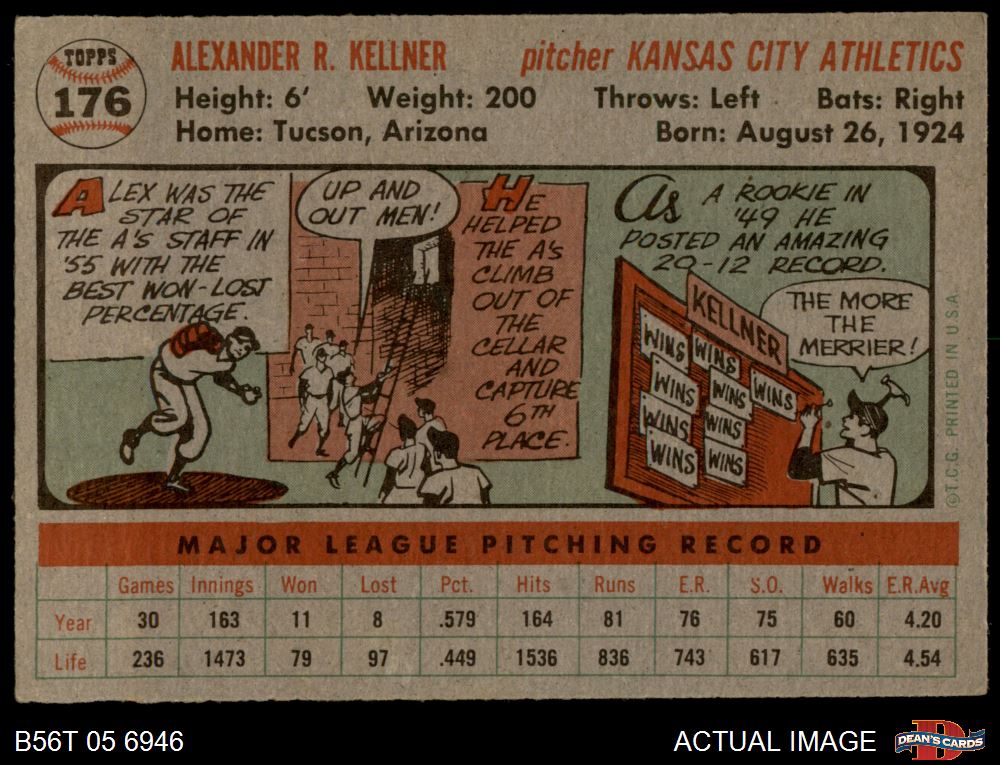 TOPPS
176
ALEXANDER R. KELLNER
pitcher KANSAS CITY ATHLETICS
Height: 6' Weight: 200 Throws: Left Bats: Right
Home: Tucson, Arizona Born: August 26, 1924
ALEX WAS THE
STAR OF
THE A'S STAFF IN
'55 WITH THE
BEST WON-LOST
PERCENTAGE.
UP AND
OUT MEN!
HE
HELPED
THE A's
CLIMB
OUT OF
THE
CELLAR
AND
CAPTURE
6TH
PLACE.
As A ROOKIE IN
'49 HE
POSTED AN AMAZING
20-12 RECORD.
KELLNER
WINS WINS
WINS WINS WINS
WINS WINS
WINS WINS
THE MORE
THE
MERRIER!
©T.C.G. PRINTED IN U.S.A.
MAJOR LEAGUE PITCHING RECORD
Games Innings Won Lost Pct. Hits Runs E.R. S.O. Walks E.R.Avg
Year 30 163 11 8 .579 164 81 76 75 60 4.20
Life 236 1473 79 97 .449 1536 836 743 617 635 4.54
B56T 05 6946
ACTUAL IMAGE
DEAN'S CARDS